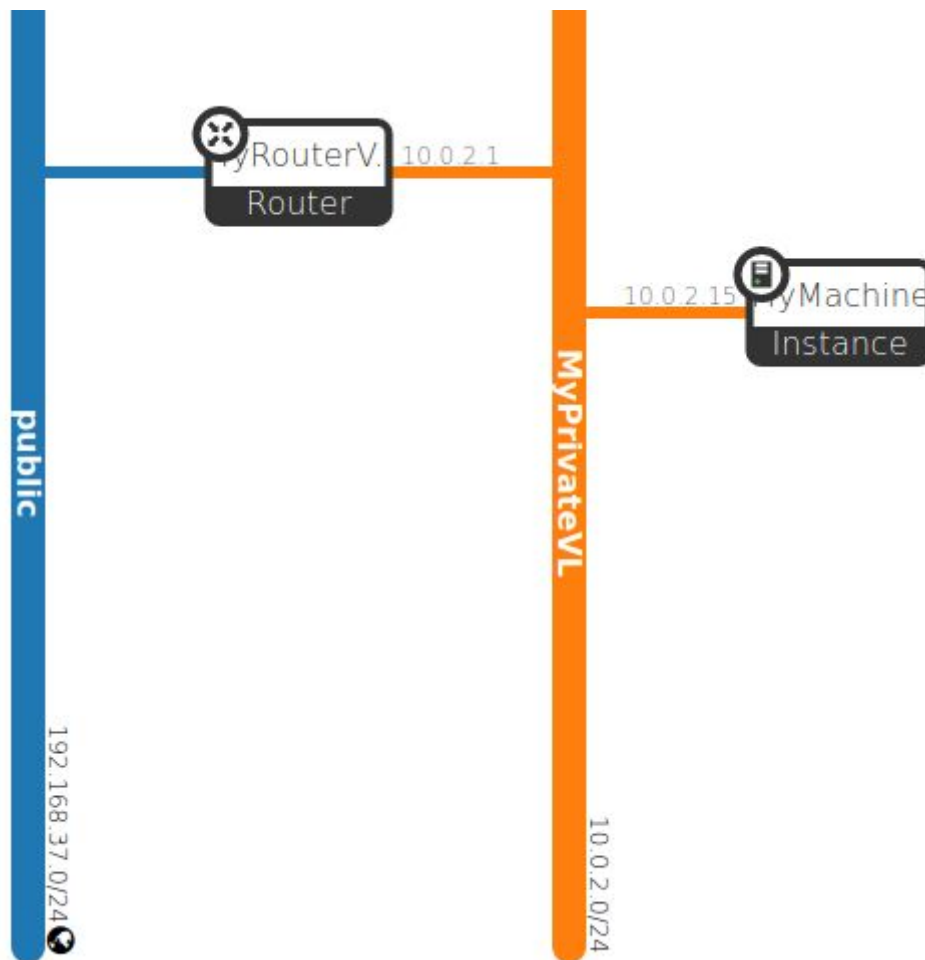 yRouterV.
Router
10.0.2.1
10.0.2.15
yMachine
Instance
public
MyPrivateVL
192.168.37.0/24
10.0.2.0/24